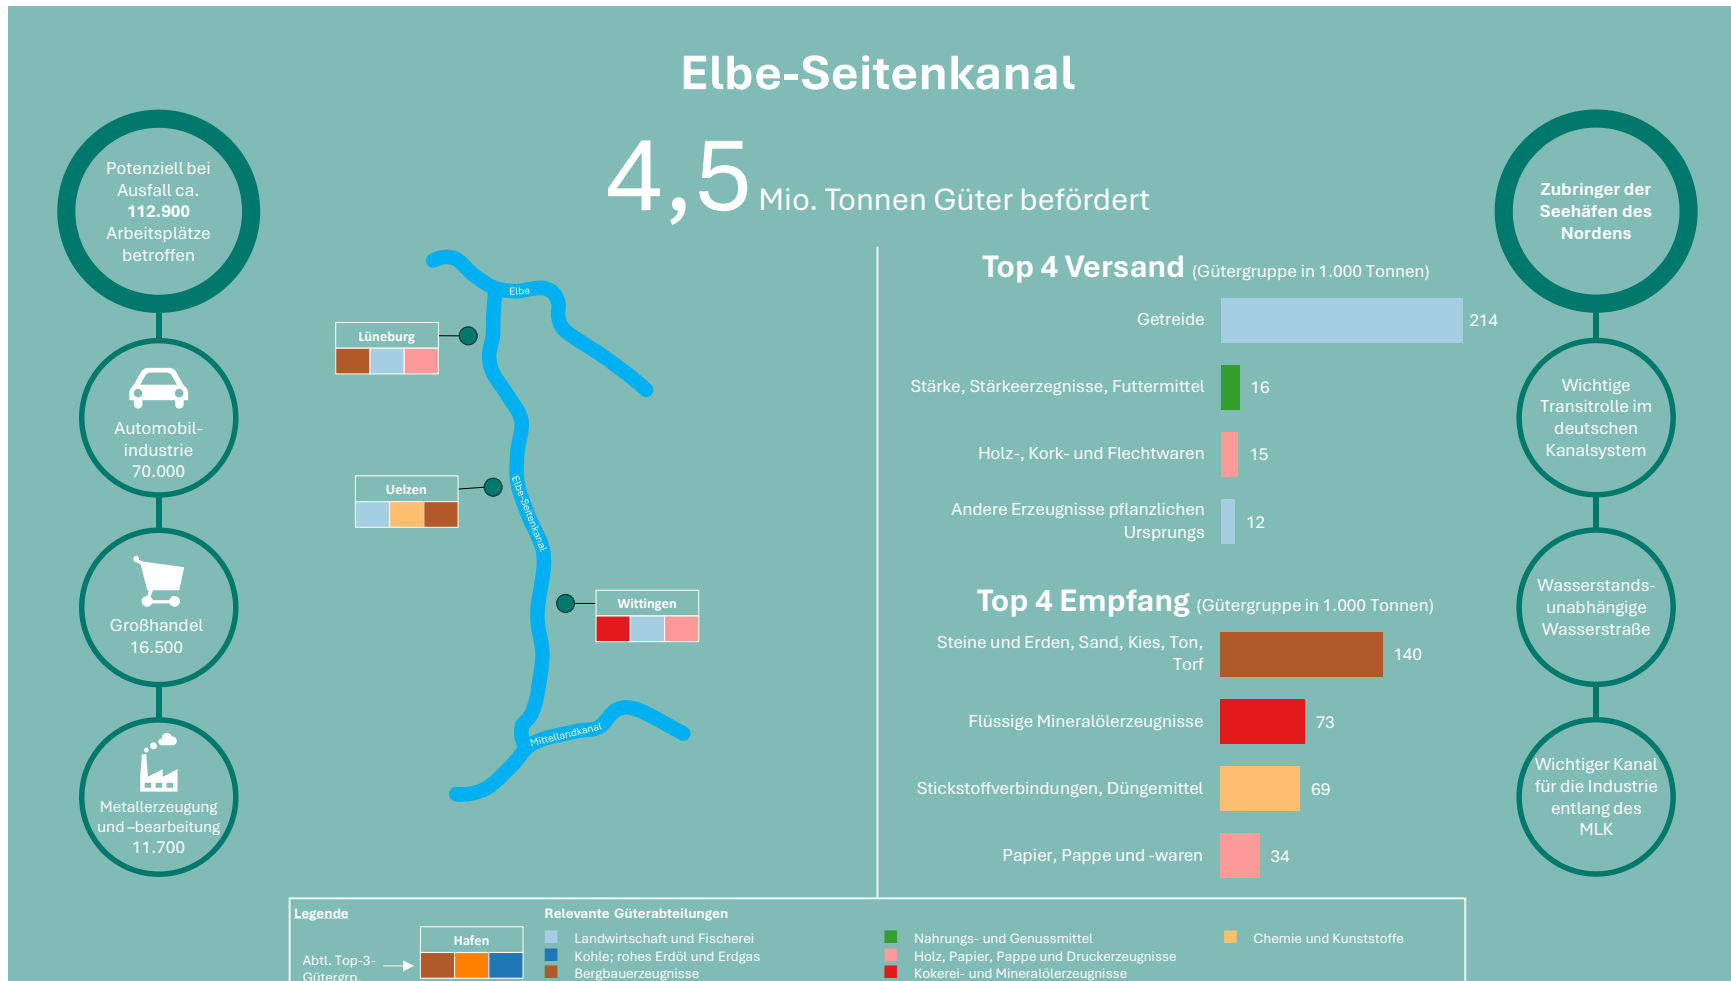 Elbe-Seitenkanal
4,5 Mio. Tonnen Güter befördert
Potenziell bei
Ausfall ca.
112.900
Arbeitsplätze
betroffen
Automobil-
industrie
70.000
Großhandel
16.500
Metallerzeugung
und –bearbeitung
11.700
Elbe
Lüneburg
Uelzen
Elbe-Seitenkanal
Wittingen
Mittellandkanal
Top 4 Versand (Gütergruppe in 1.000 Tonnen)
Getreide 214
Stärke, Stärkeerzegnisse, Futtermittel 16
Holz-, Kork- und Flechtwaren 15
Andere Erzeugnisse pflanzlichen
Ursprungs 12
Top 4 Empfang (Gütergruppe in 1.000 Tonnen)
Steine und Erden, Sand, Kies, Ton,
Torf 140
Flüssige Mineralölerzeugnisse 73
Stickstoffverbindungen, Düngemittel 69
Papier, Pappe und -waren 34
Zubringer der
Seehäfen des
Nordens
Wichtige
Transitrolle im
deutschen
Kanalsystem
Wasserstands-
unabhängige
Wasserstraße
Wichtiger Kanal
für die Industrie
entlang des
MLK
Legende
Hafen
Abtl. Top-3-
Gütergrp.
Relevante Güterabteilungen
Landwirtschaft und Fischerei
Kohle; rohes Erdöl und Erdgas
Bergbauerzeugnisse
Nahrungs- und Genussmittel
Holz, Papier, Pappe und Druckerzeugnisse
Kokerei- und Mineralölerzeugnisse
Chemie und Kunststoffe